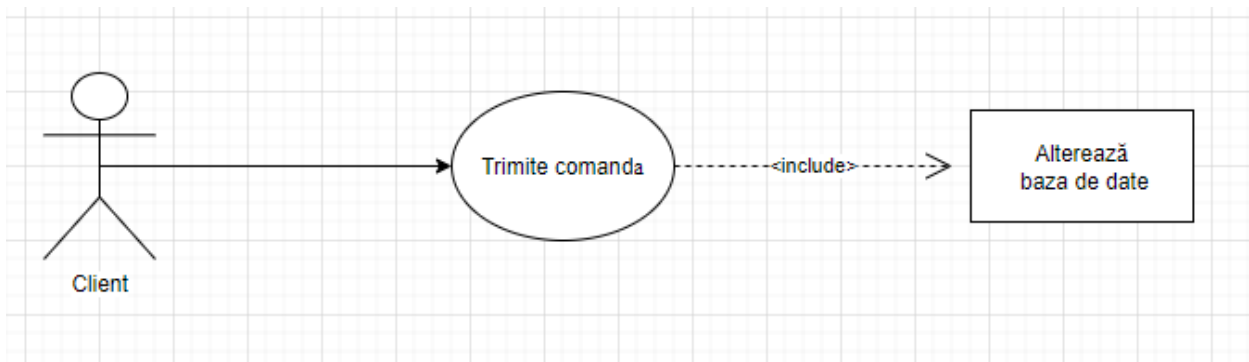 Trimite comanda
<include>
Alterează
baza de date
Client